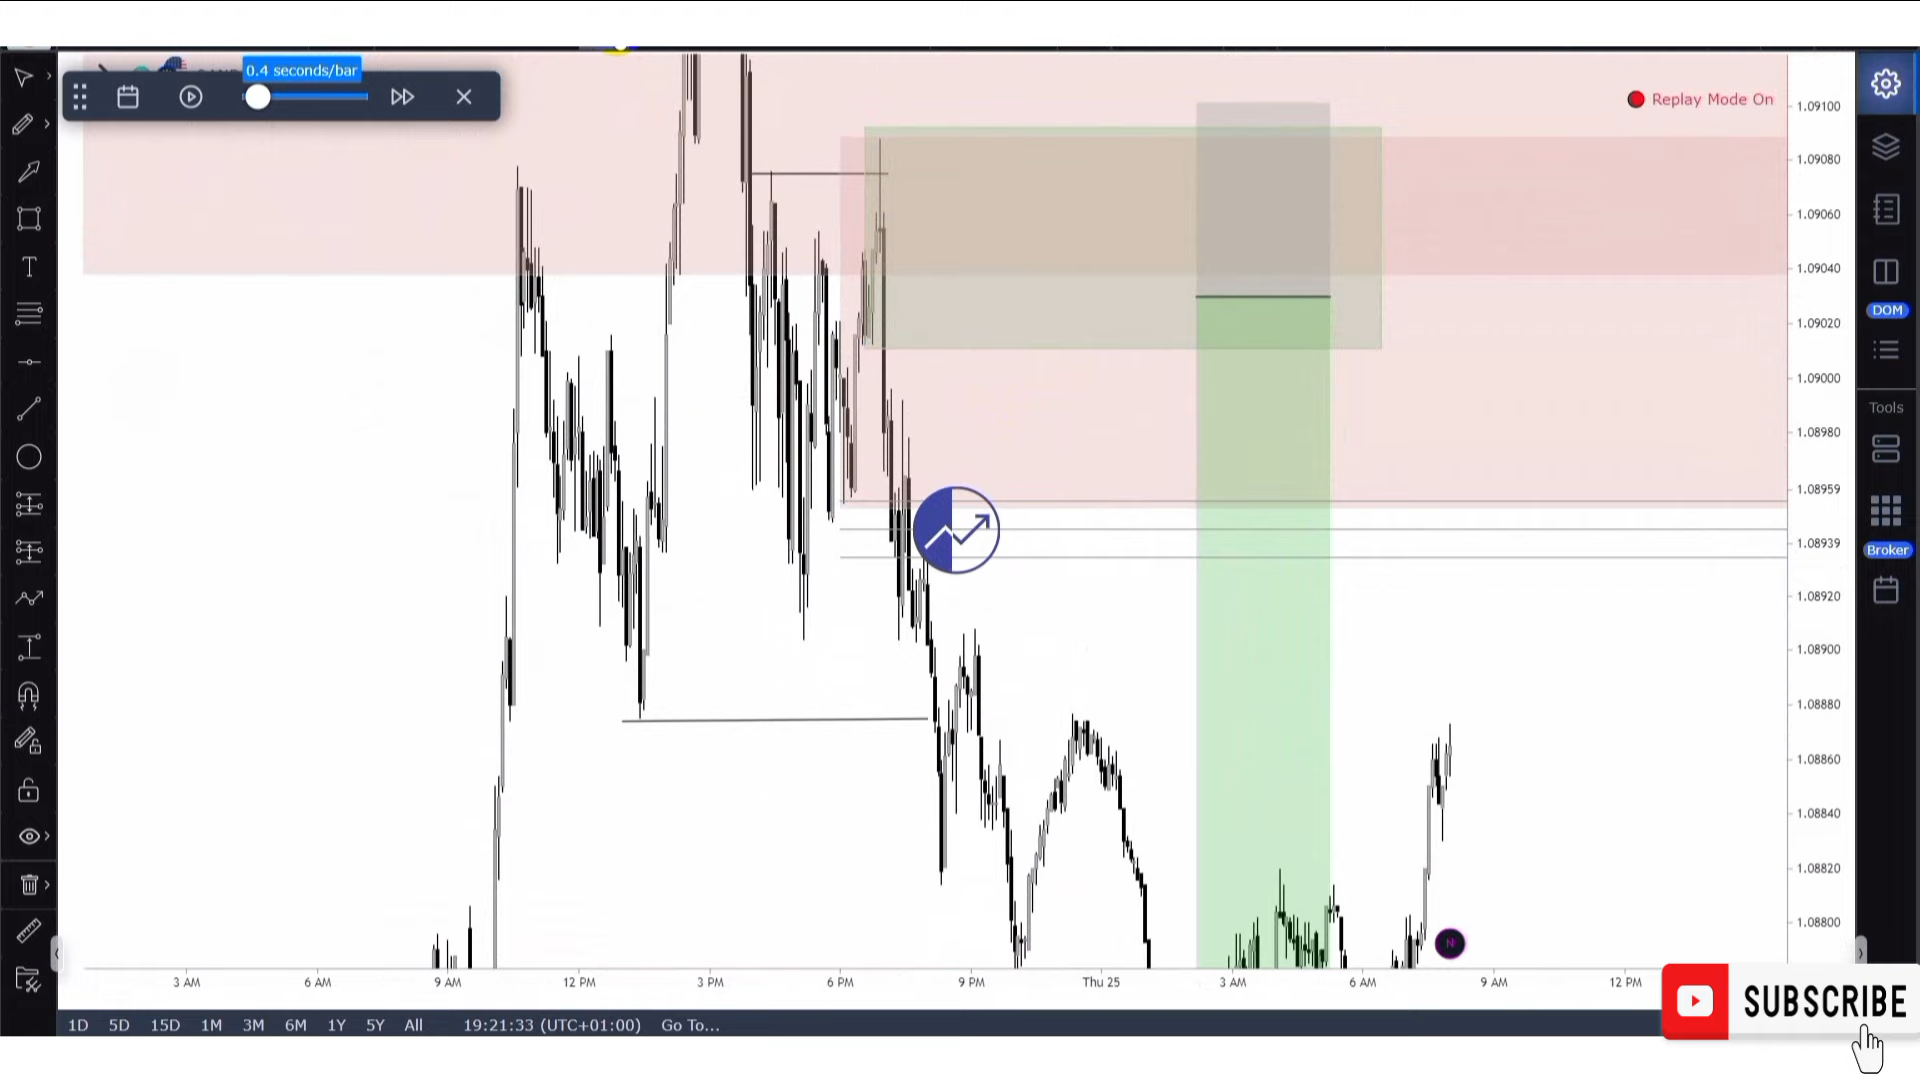 0.4 seconds/bar
Replay Mode On
1.09100
1.09080
1.09060
1.09040
1.09020
1.09000
1.08980
1.08959
1.08939
1.08920
1.08900
1.08880
1.08860
1.08840
1.08820
1.08800
DOM
Tools
Broker
T
N
3 AM 6 AM 9 AM 12 PM 3 PM 6 PM 9 PM Thu 25 3 AM 6 AM 9 AM 12 PM
1D 5D 15D 1M 3M 6M 1Y 5Y All 19:21:33 (UTC+01:00) Go To...
SUBSCRIBE